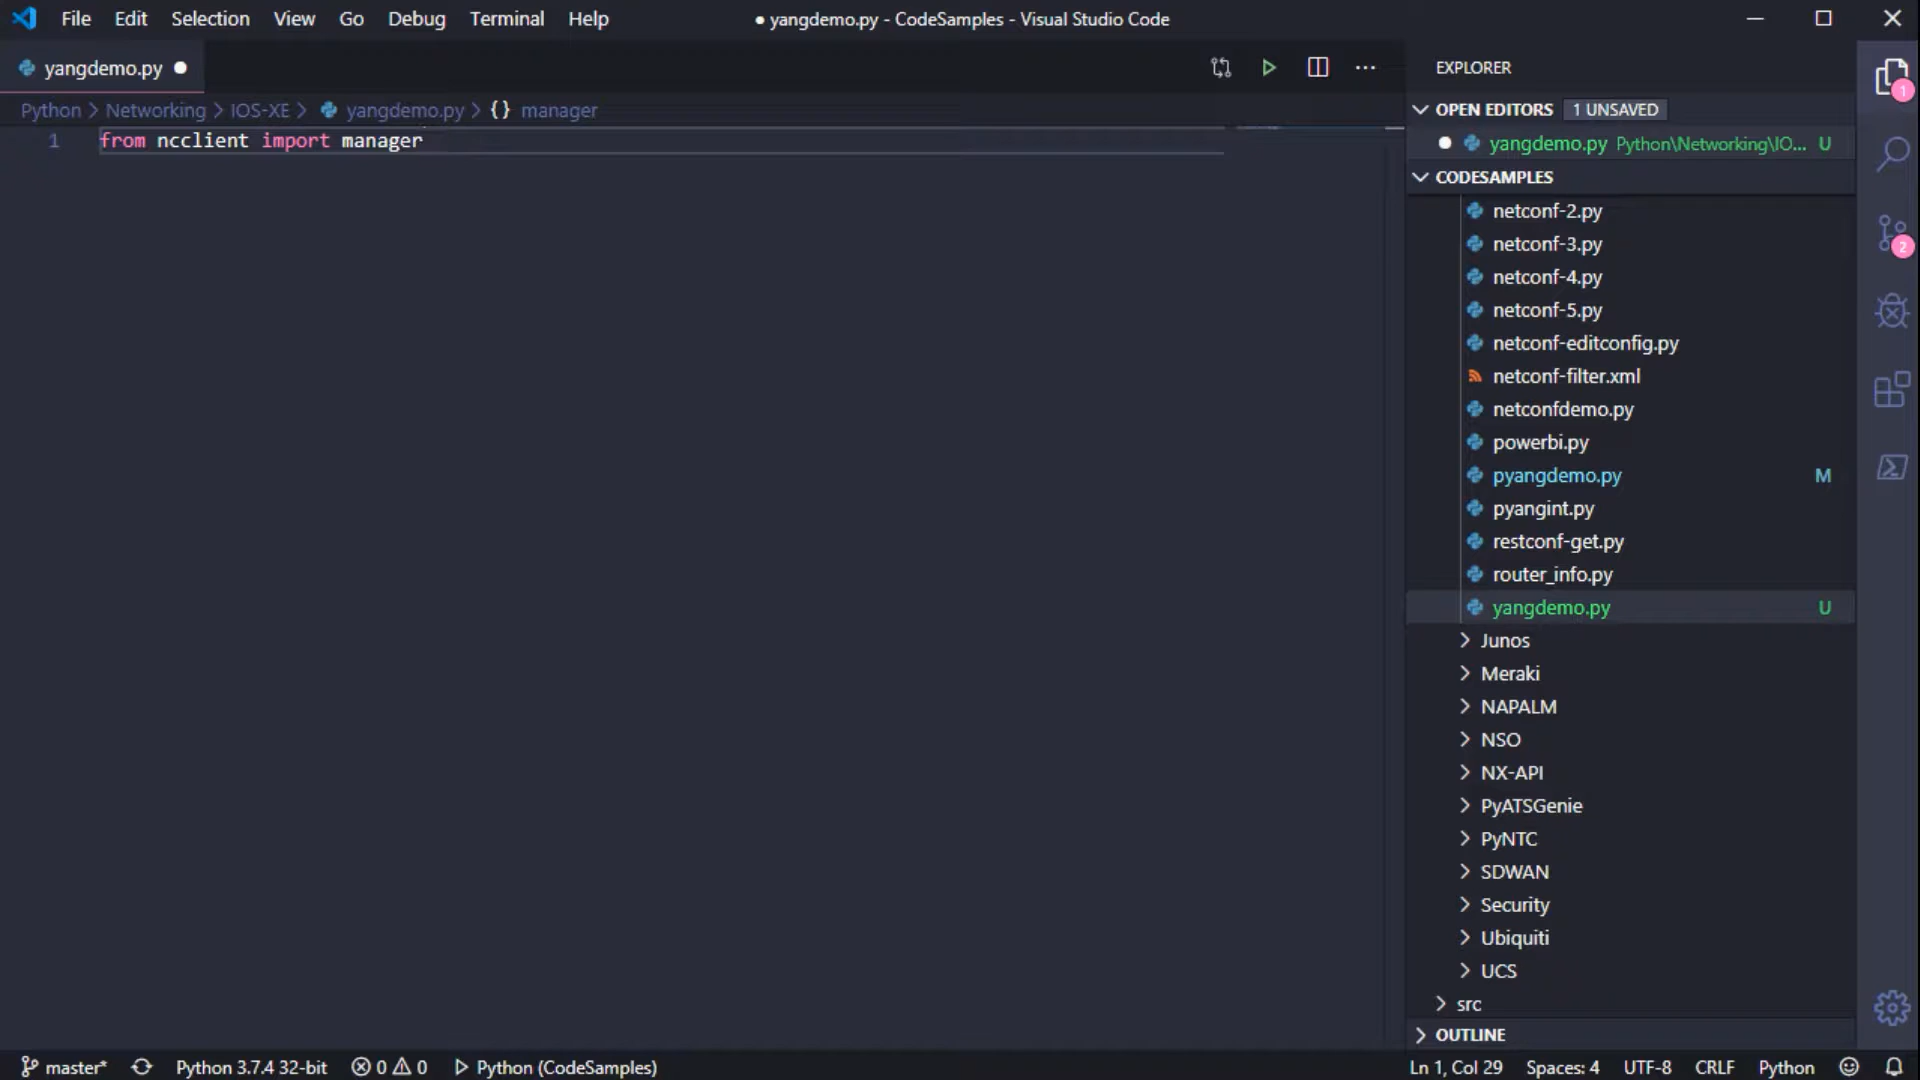 File Edit Selection View Go Debug Terminal Help
● yangdemo.py - CodeSamples - Visual Studio Code
yangdemo.py ●
Python > Networking > IOS-XE > yangdemo.py > {} manager
1 from ncclient import manager
EXPLORER
OPEN EDITORS 1 UNSAVED
● yangdemo.py Python\Networking\IO... U
CODESAMPLES
netconf-2.py
netconf-3.py
netconf-4.py
netconf-5.py
netconf-editconfig.py
netconf-filter.xml
netconfdemo.py
powerbi.py
pyangdemo.py M
pyangint.py
restconf-get.py
router_info.py
yangdemo.py U
Junos
Meraki
NAPALM
NSO
NX-API
PyATSGenie
PyNTC
SDWAN
Security
Ubiquiti
UCS
src
OUTLINE
1
2
master* Python 3.7.4 32-bit 0 0 Python (CodeSamples) Ln 1, Col 29 Spaces: 4 UTF-8 CRLF Python